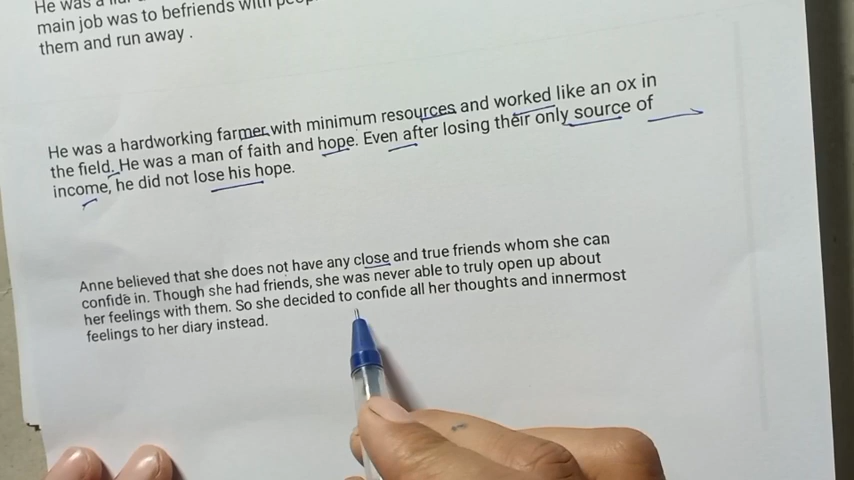 He was a
main job was to befriends with
them and run away .
He was a hardworking farmer with minimum resources and worked like an ox in
the field. He was a man of faith and hope. Even after losing their only source of
income, he did not lose his hope.
Anne believed that she does not have any close and true friends whom she can
confide in. Though she had friends, she was never able to truly open up about
her feelings with them. So she decided to confide all her thoughts and innermost
feelings to her diary instead.